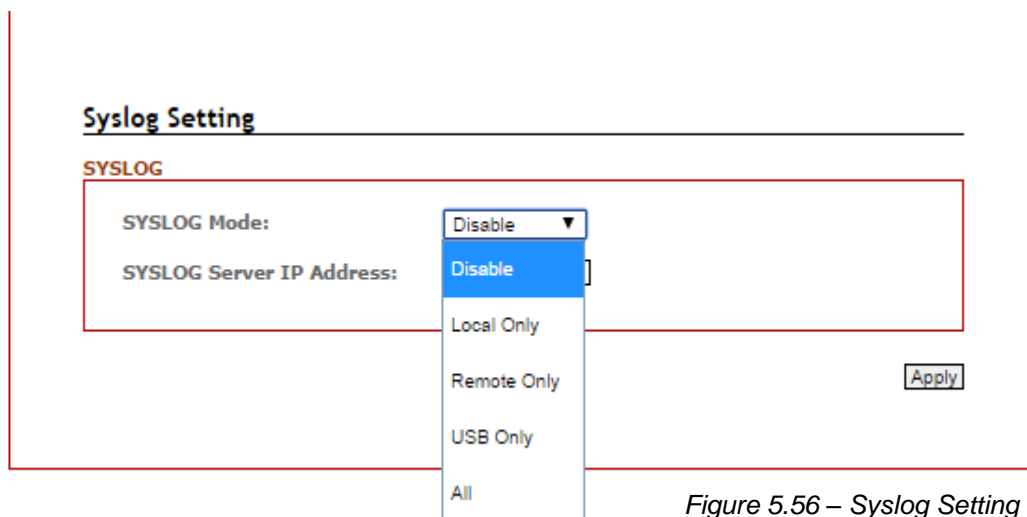 Syslog Setting
SYSLOG
SYSLOG Mode:
Disable
SYSLOG Server IP Address:
Disable
Local Only
Remote Only
USB Only
All
Apply
Figure 5.56 – Syslog Setting